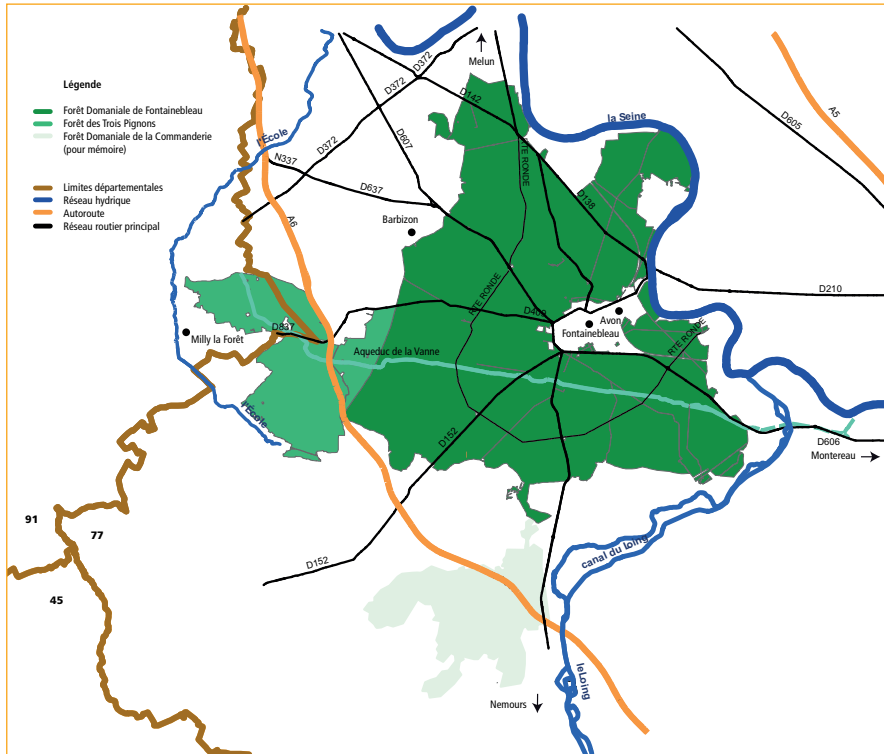 Légende
Forêt Domaniale de Fontainebleau
Forêt des Trois Pignons
Forêt Domaniale de la Commanderie
(pour mémoire)
Limites départementales
Réseau hydrique
Autoroute
Réseau routier principal
D372
Melun
D372
D142
la Seine
A5
D605
l'École
D372
D607
RTE RONDE
N337
D637
D138
A6
Barbizon
D210
RTE RONDE
D409
Avon
Fontainebleau
RTE RONDE
Milly la Forêt
D837
Aqueduc de la Vanne
l'École
D152
D606
Montereau
91
77
45
D152
canal du loing
leLoing
Nemours